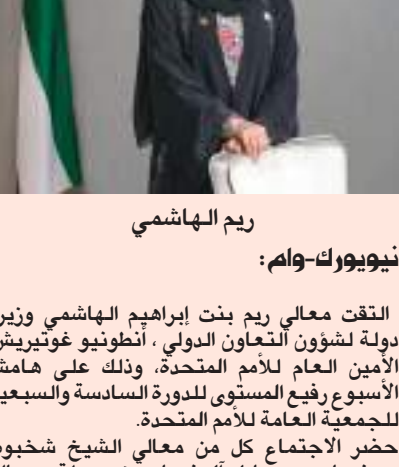 ريم الهاشمي
نيويورك-وام:
التقت معالي ريم بنت إبراهيم الهاشمي وزير
دولة لشؤون التعاون الدولي ، أنطونيو غوتيريش
الأمين العام للأمم المتحدة، وذلك على هامش
الأسبوع رفيع المستوى للدورة السادسة والسبعين
للجمعية العامة للأمم المتحدة.
حضر الاجتماع كل من معالي الشيخ شخبوط